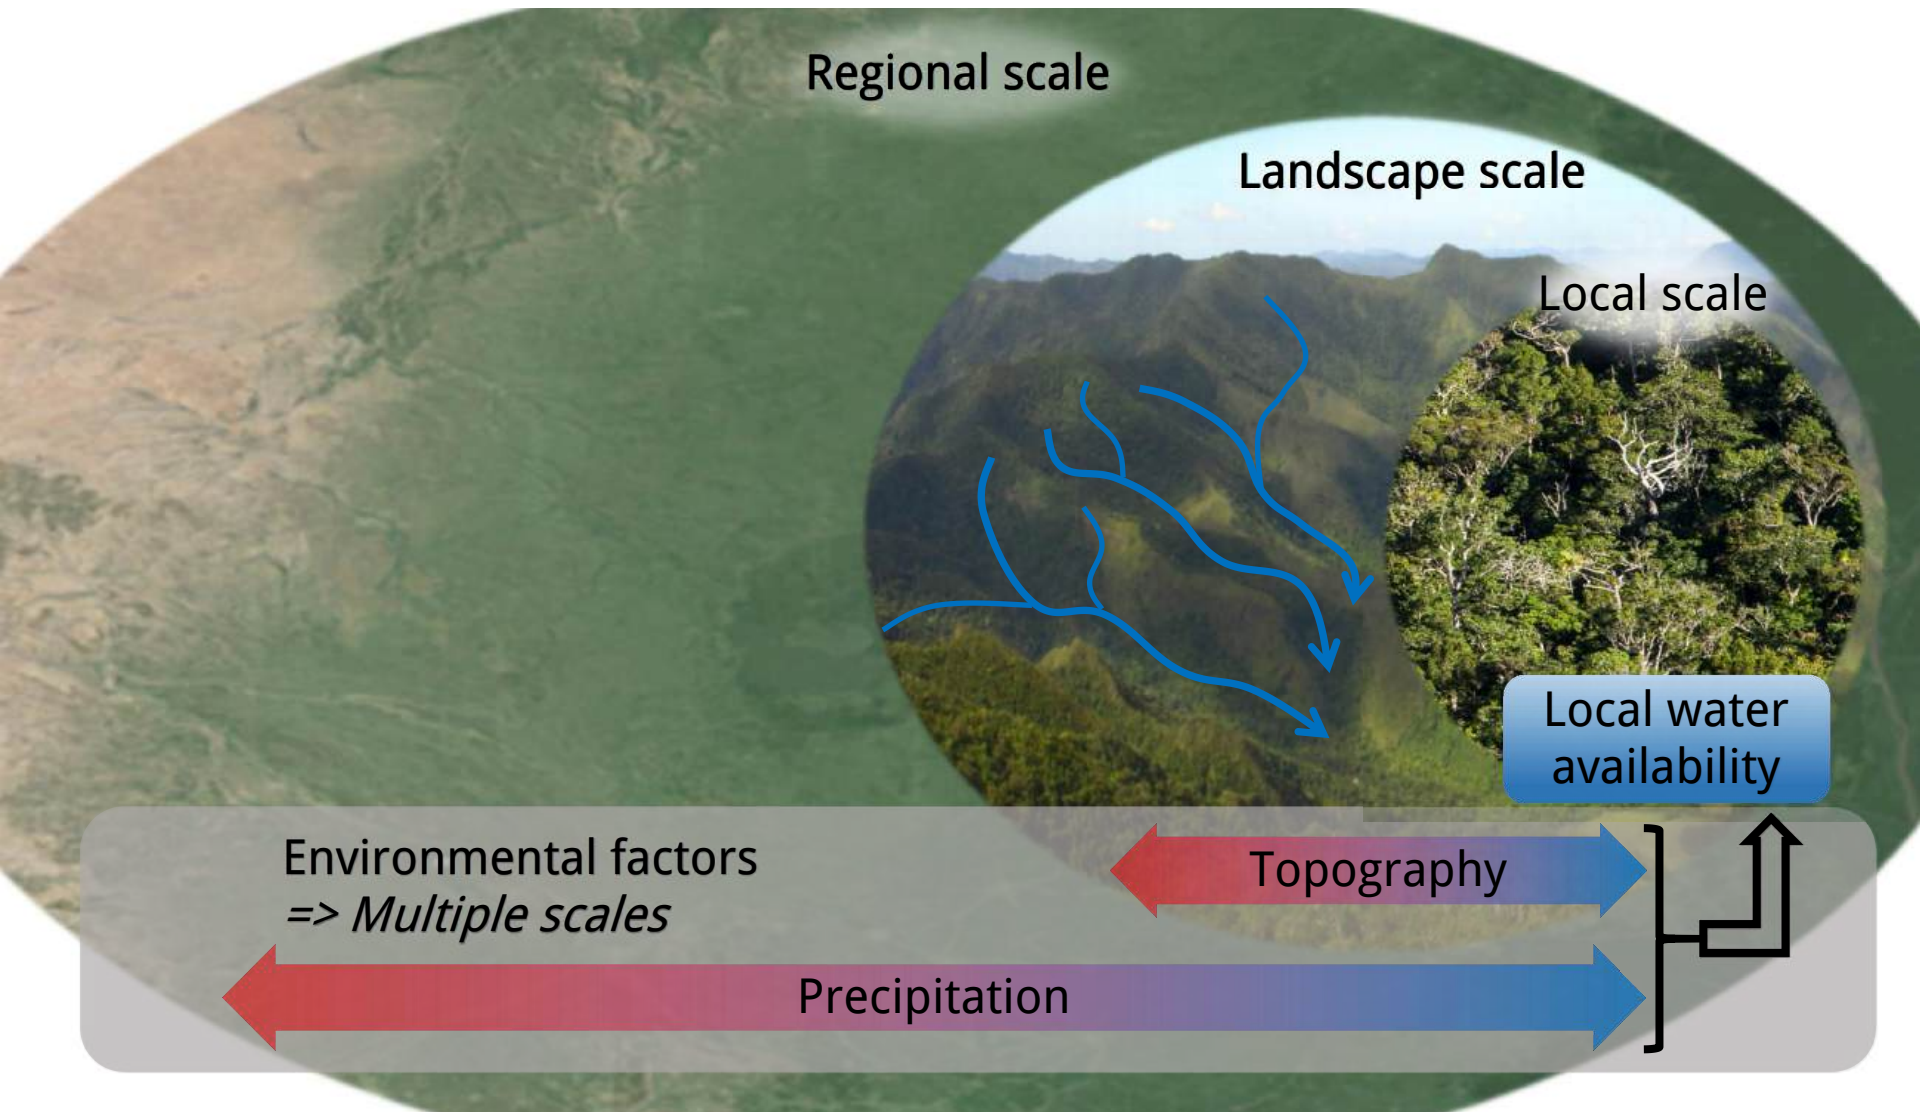 Regional scale
Landscape scale
Local scale
Local water
availability
Environmental factors
=> Multiple scales
Topography
Precipitation